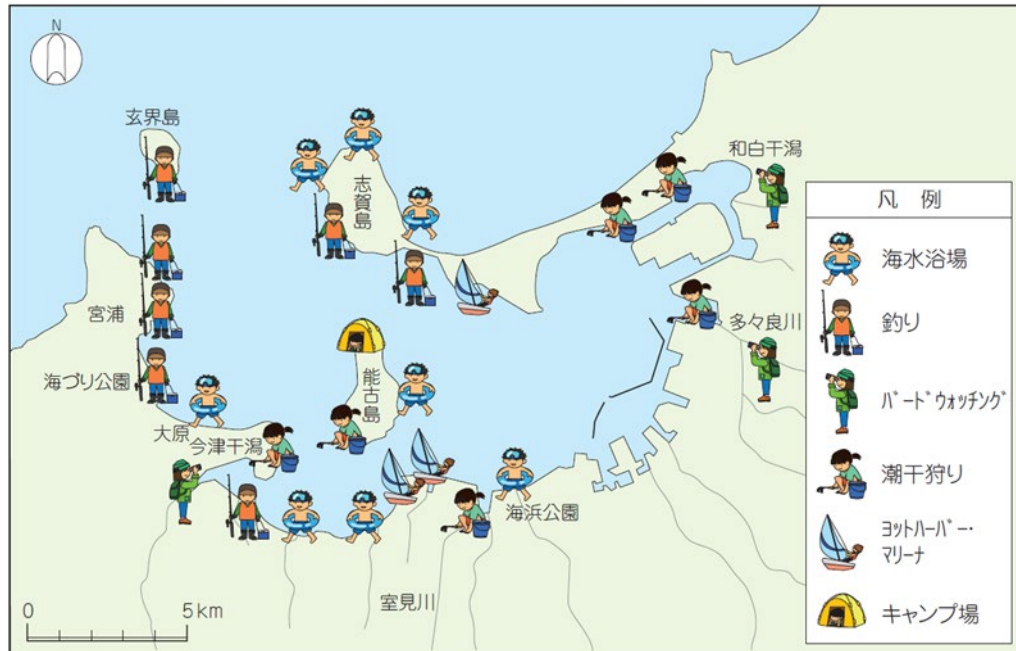 N
玄界島
志賀島
和白干潟
宮浦
海づり公園
能古島
多々良川
大原
今津干潟
海浜公園
室見川
0 5km
凡 例
海水浴場
釣り
バードウォッチング
潮干狩り
ヨットハーバー・
マリーナ
キャンプ場